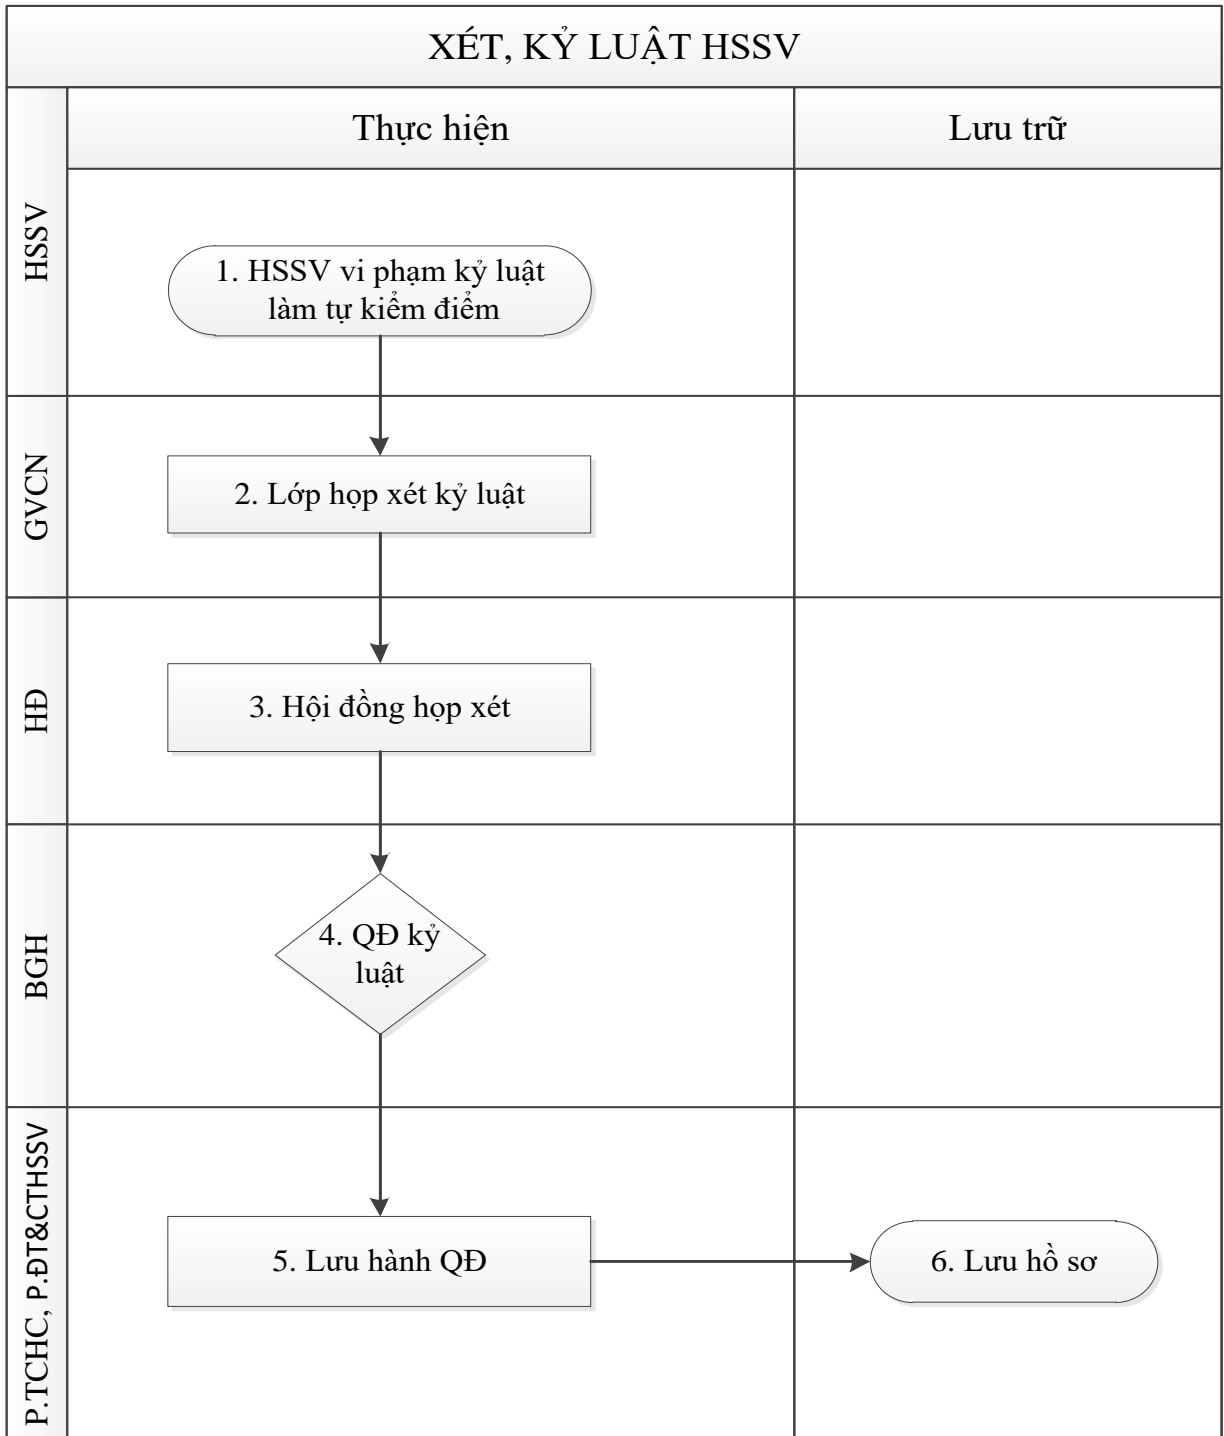 XÉT, KỶ LUẬT HSSV
Thực hiện
Lưu trữ
HSSV
1. HSSV vi phạm kỷ luật
làm tự kiểm điểm
GVCN
2. Lớp họp xét kỷ luật
HĐ
3. Hội đồng họp xét
BGH
4. QĐ kỷ
luật
P.TCHC, P.ĐT&CTHSSV
5. Lưu hành QĐ
6. Lưu hồ sơ